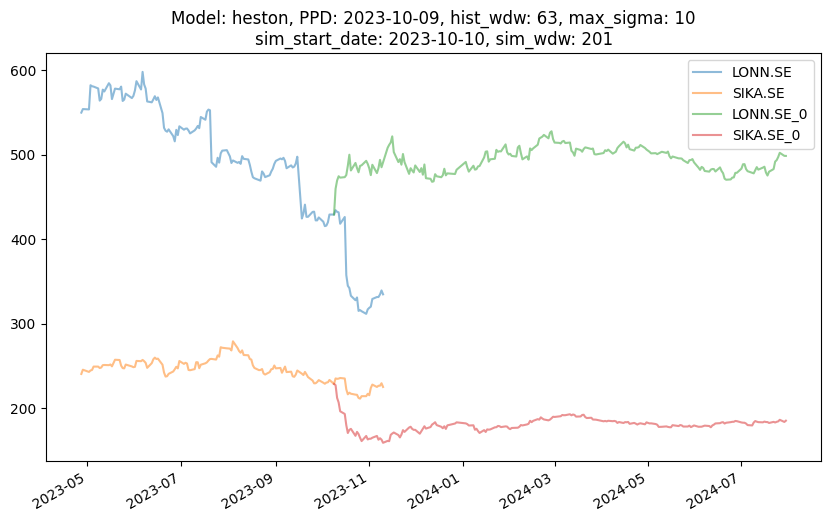 Model: heston, PPD: 2023-10-09, hist_wdw: 63, max_sigma: 10
sim_start_date: 2023-10-10, sim_wdw: 201
LONN.SE
SIKA.SE
LONN.SE_0
SIKA.SE_0
600
500
400
300
200
2023-05
2023-07
2023-09
2023-11
2024-01
2024-03
2024-05
2024-07